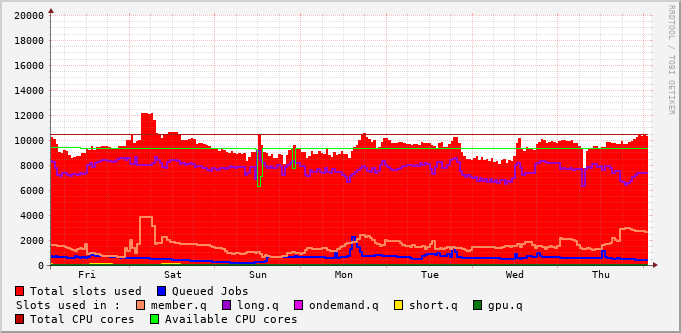 20000
18000
16000
14000
12000
10000
8000
6000
4000
2000
0
Fri Sat Sun Mon Tue Wed Thu
RRDTOOL / TOBI OETIKER
Total slots used Queued Jobs
Slots used in : member.q long.q ondemand.q short.q gpu.q
Total CPU cores Available CPU cores